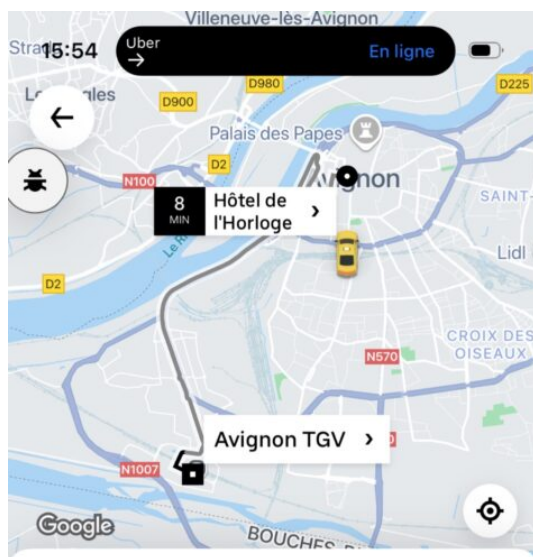 Villeneuve-lès-Avignon
15:54
Uber
→
En ligne
D980
D225
D900
Palais des Papes
D2
N100
Avignon
8
MIN
Hôtel de
l'Horloge
SAINT-
Lidl
D2
CROIX DES
OISEAUX
N570
Avignon TGV
N1007
Google